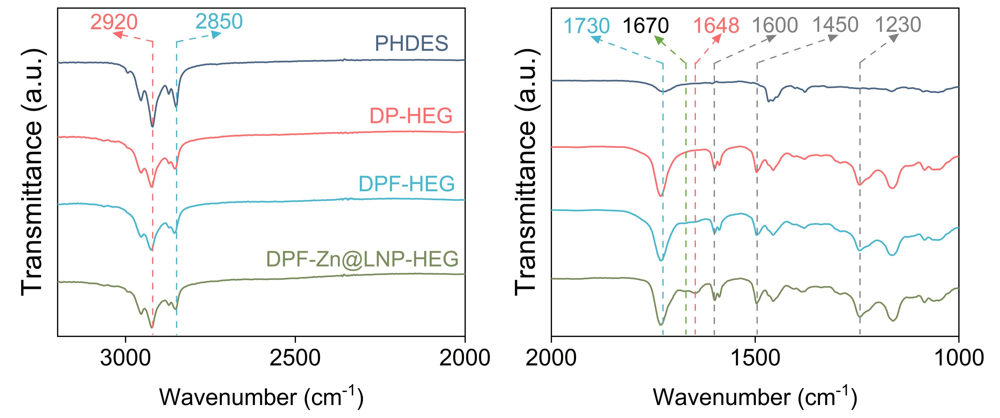 2920
2850
PHDES
DP-HEG
DPF-HEG
DPF-Zn@LNP-HEG
Transmittance (a.u.)
3000
2500
2000
Wavenumber (cm-1)
1730
1670
1648
1600
1450
1230
Transmittance (a.u.)
2000
1500
1000
Wavenumber (cm-1)